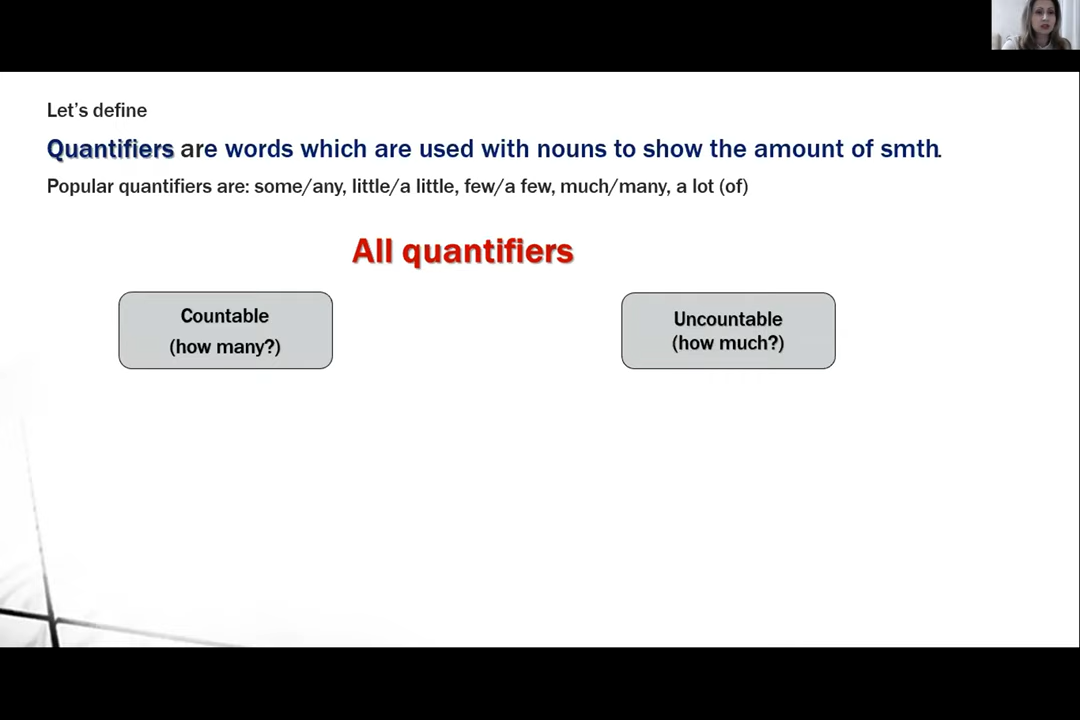 Let's define
Quantifiers are words which are used with nouns to show the amount of smth.
Popular quantifiers are: some/any, little/a little, few/a few, much/many, a lot (of)
All quantifiers
Countable
(how many?)
Uncountable
(how much?)